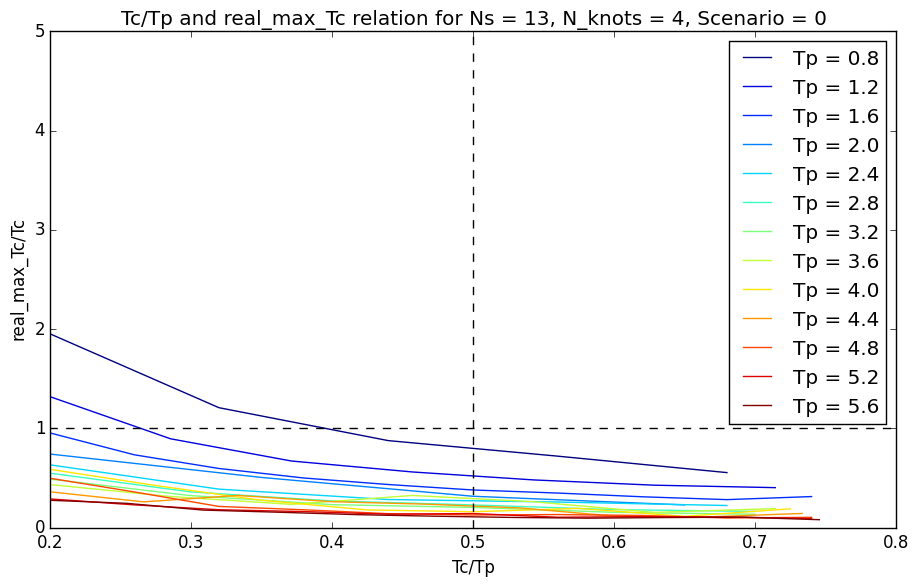 Tc/Tp and real_max_Tc relation for Ns = 13, N_knots = 4, Scenario = 0
5
4
3
2
1
0
real_max_Tc/Tc
Tp = 0.8
Tp = 1.2
Tp = 1.6
Tp = 2.0
Tp = 2.4
Tp = 2.8
Tp = 3.2
Tp = 3.6
Tp = 4.0
Tp = 4.4
Tp = 4.8
Tp = 5.2
Tp = 5.6
0.2 0.3 0.4 0.5 0.6 0.7 0.8
Tc/Tp